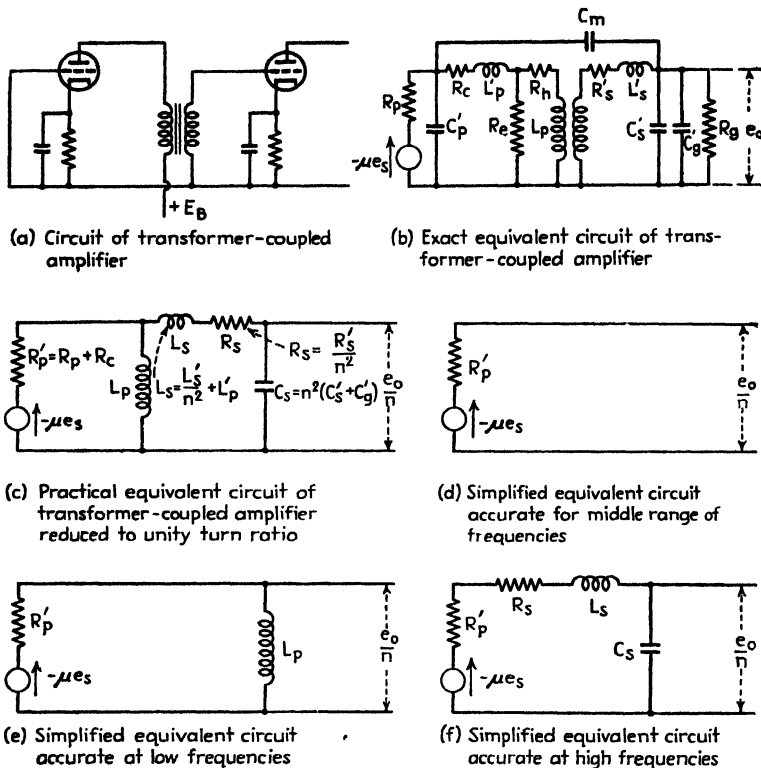 + E_B
(a) Circuit of transformer-coupled
amplifier
C_m
R_p
R_c
L'_p
R_h
R'_s
L'_s
C'_p
R_e
L_p
C'_s
C'_g
R_g
e_o
-μe_s
(b) Exact equivalent circuit of trans-
former-coupled amplifier
R'_p=R_p+R_c
L_p
L_s
R_s
L_s=L'_s/n²+L'_p
R_s=R'_s/n²
C_s=n²(C'_s+C'_g)
e_o/n
-μe_s
(c) Practical equivalent circuit of
transformer-coupled amplifier
reduced to unity turn ratio
R'_p
-μe_s
e_o/n
(d) Simplified equivalent circuit
accurate for middle range of
frequencies
R'_p
-μe_s
L_p
e_o/n
(e) Simplified equivalent circuit
accurate at low frequencies
R'_p
-μe_s
R_s
L_s
C_s
e_o/n
(f) Simplified equivalent circuit
accurate at high frequencies